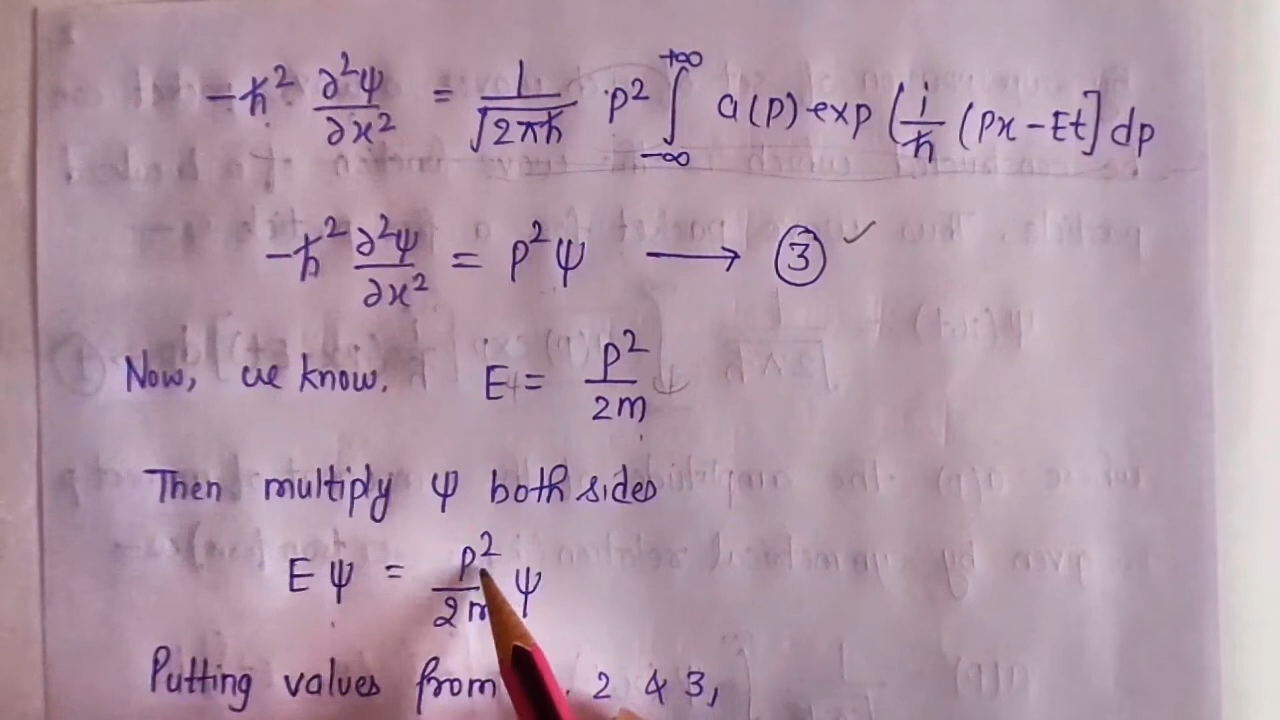 -ħ² ∂²ψ/∂x² = 1/√2πħ p² ∫_{-∞}^{+∞} a(p) exp (i/ħ (px - Et] dp
-ħ² ∂²ψ/∂x² = p²ψ ⟶ ③ ✓
Now, we know. E = p²/2m
Then multiply ψ both sides
Eψ = p²/2m ψ
Putting values from . 2 & 3,